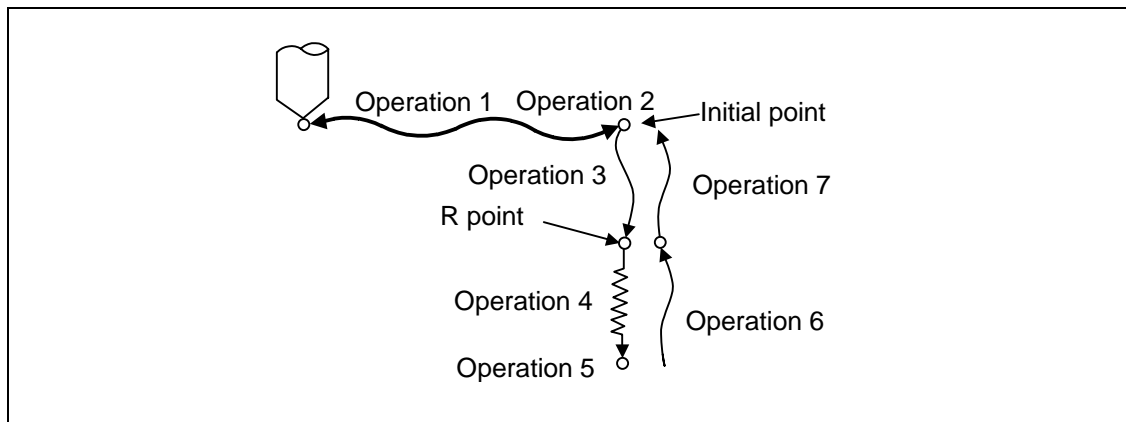 Operation 1
Operation 2
Initial point
Operation 3
Operation 7
R point
Operation 4
Operation 6
Operation 5